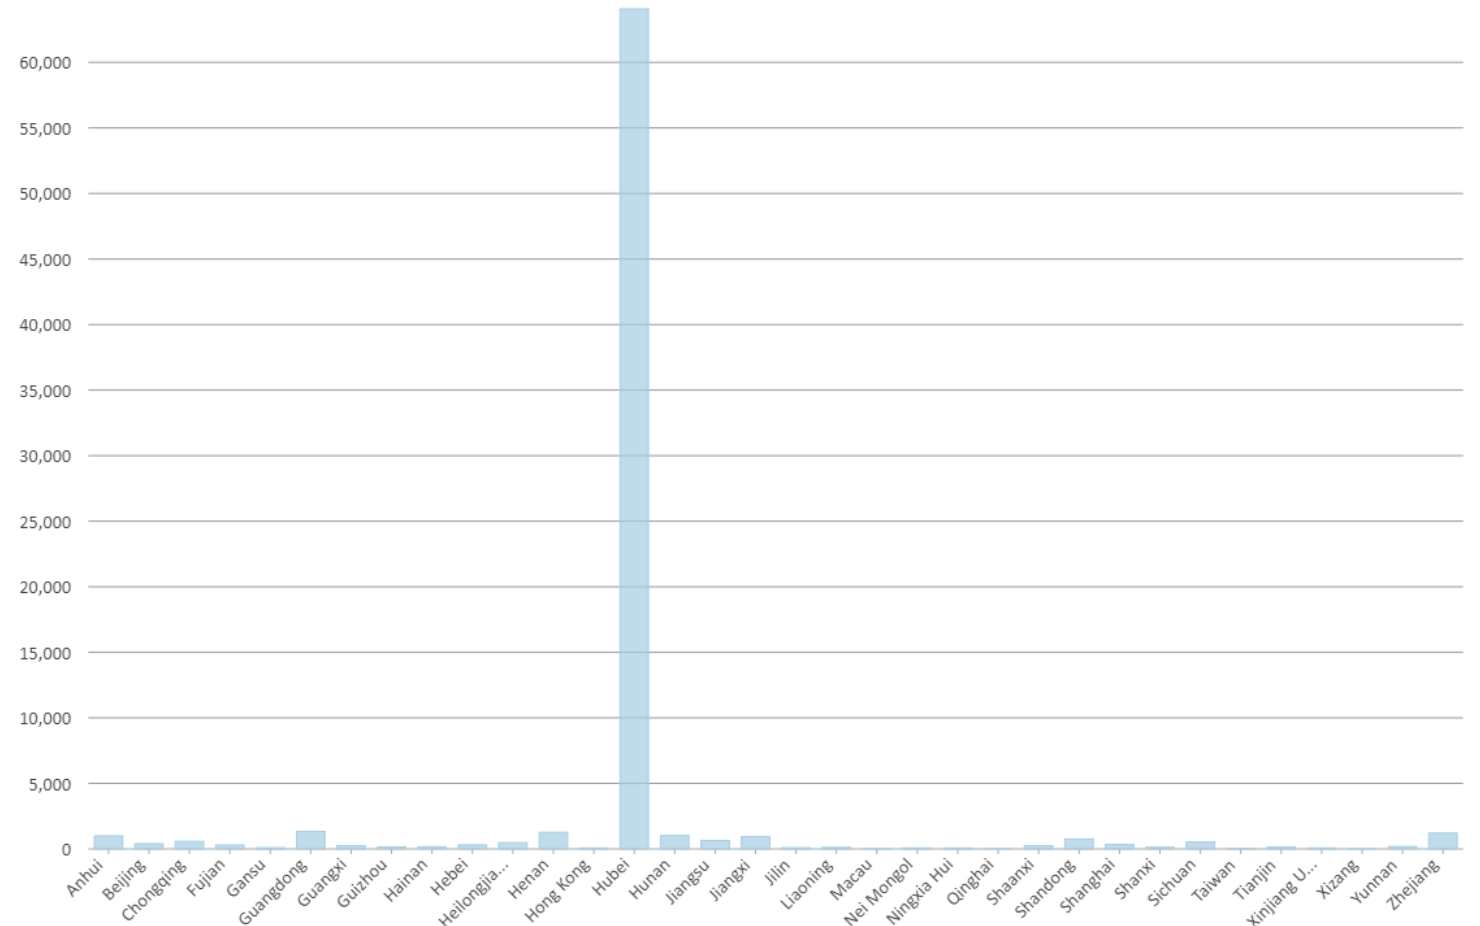 60,000
55,000
50,000
45,000
40,000
35,000
30,000
25,000
20,000
15,000
10,000
5,000
0
Anhui
Beijing
Chongqing
Fujian
Gansu
Guangdong
Guangxi
Guizhou
Hainan
Hebei
Heilongjia...
Henan
Hong Kong
Hubei
Hunan
Jiangsu
Jiangxi
Jilin
Liaoning
Macau
Nei Mongol
Ningxia Hui
Qinghai
Shaanxi
Shandong
Shanghai
Shanxi
Sichuan
Taiwan
Tianjin
Xinjiang U...
Xizang
Yunnan
Zhejiang